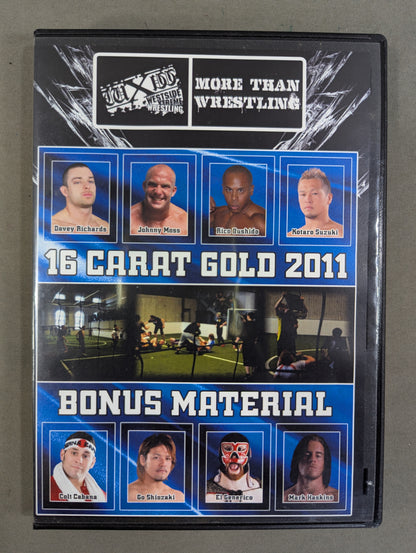 wXw
WESTSIDE
XTREME
WRESTLING
MORE THAN
WRESTLING
Davey Richards
Johnny Moss
Rico Bushido
Kotaro Suzuki
16 CARAT GOLD 2011
BONUS MATERIAL
Colt Cabana
Go Shiozaki
El Generico
Mark Haskins